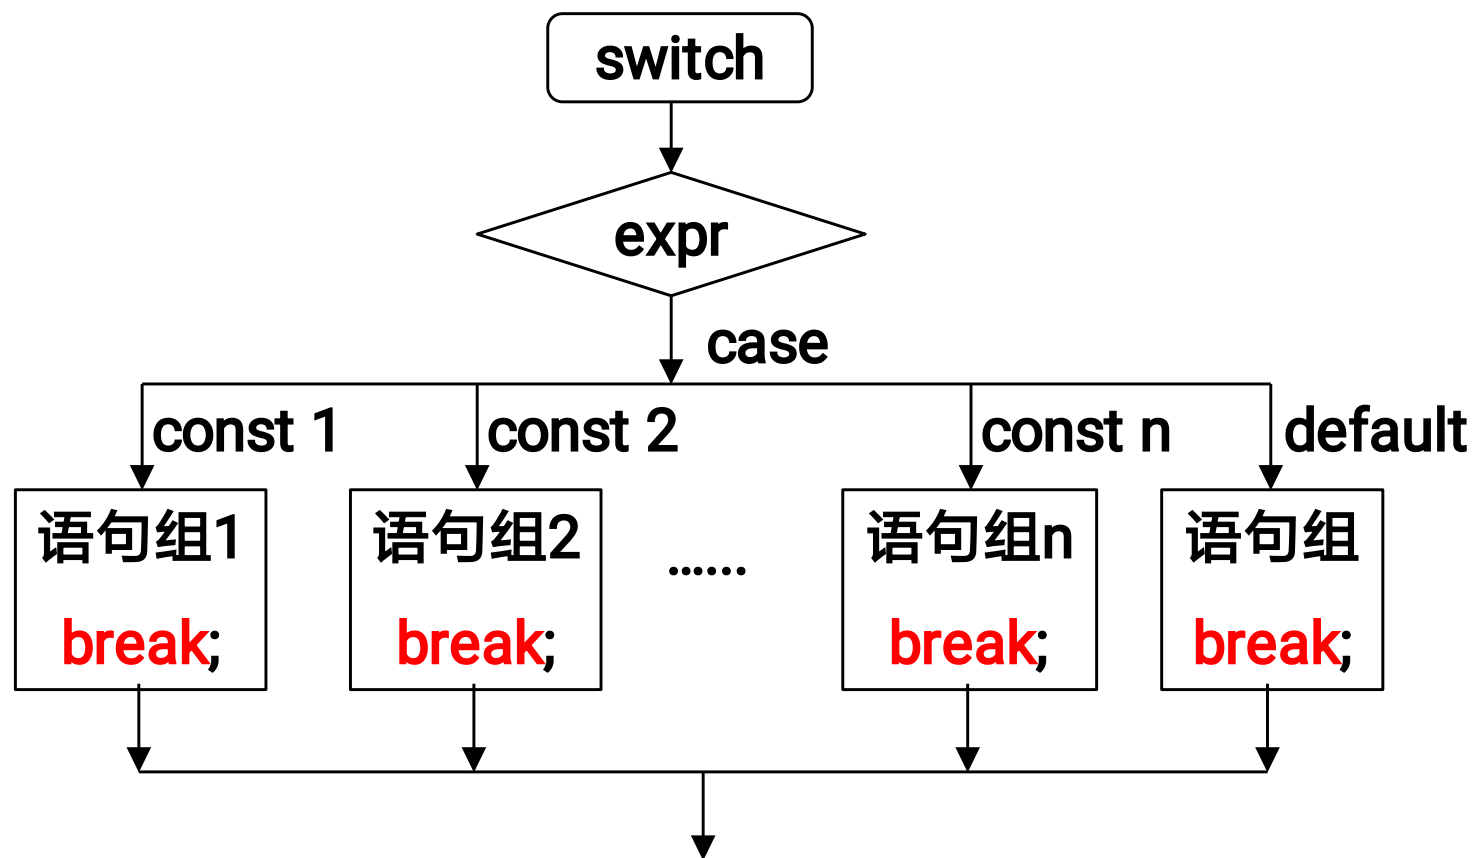 switch
expr
case
const 1
const 2
const n
default
语句组1
break;
语句组2
break;
……
语句组n
break;
语句组
break;